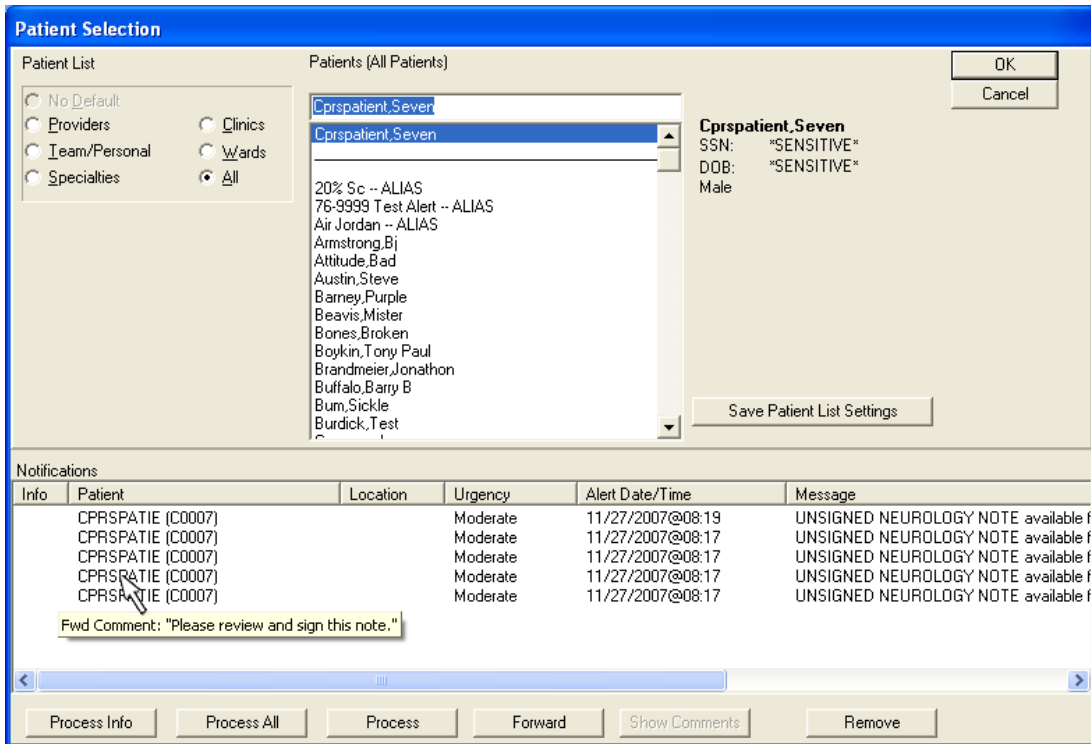 Patient Selection
Patient List
No Default
Providers
Clinics
Team/Personal
Wards
Specialties
All
Patients (All Patients)
Cprspatient,Seven
Cprspatient,Seven
20% Sc -- ALIAS
76-9999 Test Alert -- ALIAS
Air Jordan -- ALIAS
Armstrong,Bj
Attitude,Bad
Austin,Steve
Barney,Purple
Beavis,Mister
Bones,Broken
Boykin,Tony Paul
Brandmeier,Jonathon
Buffalo,Barry B
Bum,Sickle
Burdick,Test
OK
Cancel
Cprspatient,Seven
SSN: *SENSITIVE*
DOB: *SENSITIVE*
Male
Save Patient List Settings
Notifications
Info Patient Location Urgency Alert Date/Time Message
CPRSPATIE (C0007) Moderate 11/27/2007@08:19 UNSIGNED NEUROLOGY NOTE available f
CPRSPATIE (C0007) Moderate 11/27/2007@08:17 UNSIGNED NEUROLOGY NOTE available f
CPRSPATIE (C0007) Moderate 11/27/2007@08:17 UNSIGNED NEUROLOGY NOTE available f
CPRSPATIE (C0007) Moderate 11/27/2007@08:17 UNSIGNED NEUROLOGY NOTE available f
CPRSPATIE (C0007) Moderate 11/27/2007@08:17 UNSIGNED NEUROLOGY NOTE available f
Fwd Comment: "Please review and sign this note."
Process Info Process All Process Forward Show Comments Remove